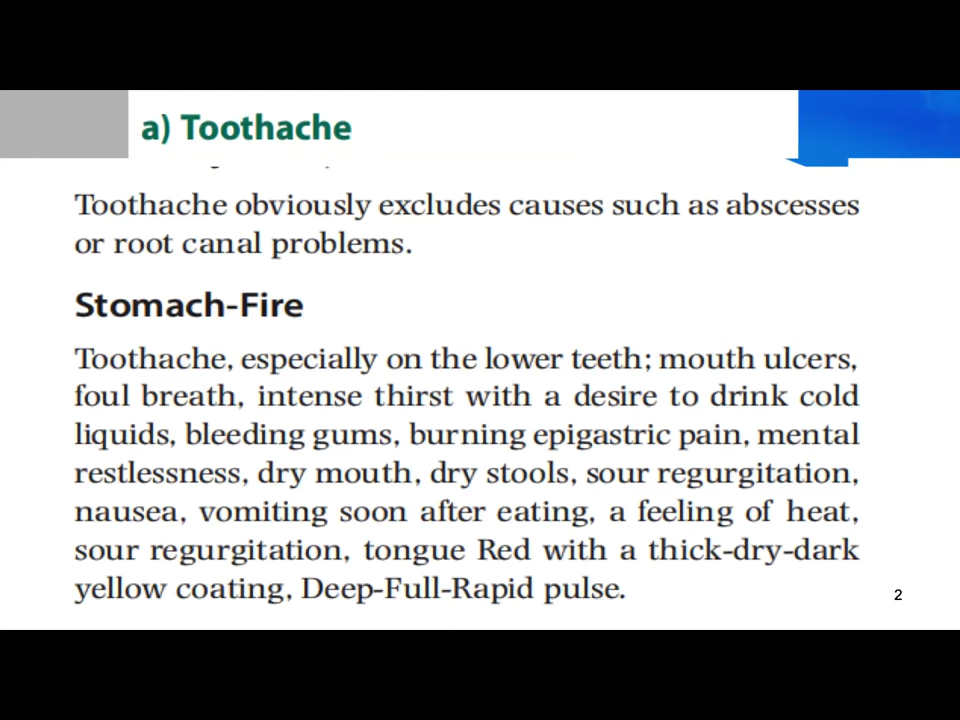 a) Toothache
Toothache obviously excludes causes such as abscesses
or root canal problems.
Stomach-Fire
Toothache, especially on the lower teeth; mouth ulcers,
foul breath, intense thirst with a desire to drink cold
liquids, bleeding gums, burning epigastric pain, mental
restlessness, dry mouth, dry stools, sour regurgitation,
nausea, vomiting soon after eating, a feeling of heat,
sour regurgitation, tongue Red with a thick-dry-dark
yellow coating, Deep-Full-Rapid pulse.
2